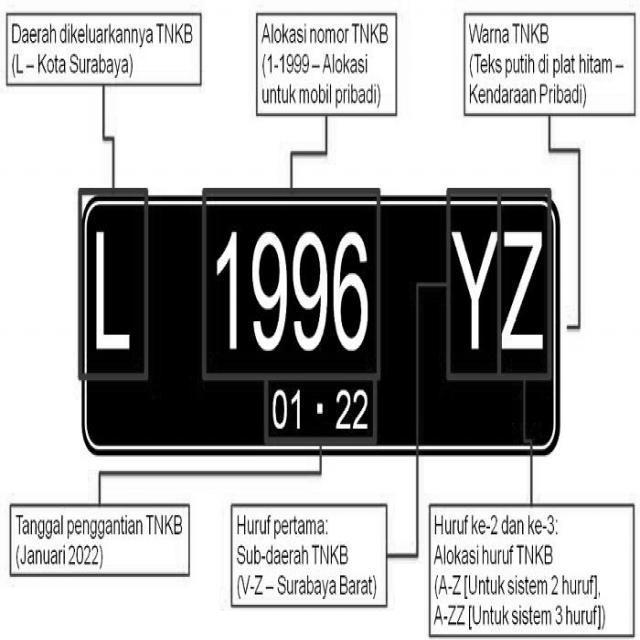 Daerah dikeluarkannya TNKB
(L – Kota Surabaya)
Alokasi nomor TNKB
(1-1999 – Alokasi
untuk mobil pribadi)
Warna TNKB
(Teks putih di plat hitam –
Kendaraan Pribadi)
L 1996 YZ
01 · 22
Tanggal penggantian TNKB
(Januari 2022)
Huruf pertama:
Sub-daerah TNKB
(V-Z – Surabaya Barat)
Huruf ke-2 dan ke-3:
Alokasi huruf TNKB
(A-Z [Untuk sistem 2 huruf],
A-ZZ [Untuk sistem 3 huruf])